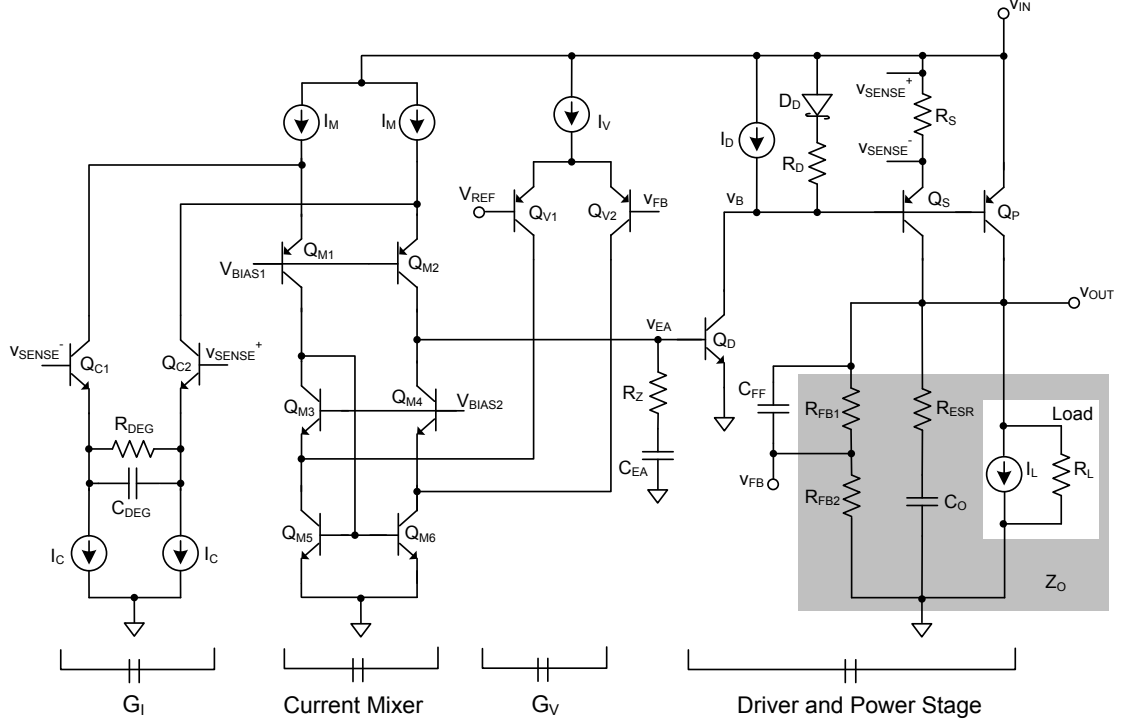 vIN
IM
IM
IV
ID
DD
RD
vSENSE+
RS
vSENSE-
VREF
QV1
QV2
vFB
vB
QS
QP
QM1
QM2
VBIAS1
vOUT
vSENSE-
QC1
QC2
vSENSE+
vEA
QD
QM3
QM4
VBIAS2
RZ
CEA
CFF
RFB1
RESR
Load
RDEG
CDEG
vFB
RFB2
CO
IL
RL
IC
IC
QM5
QM6
ZO
GI
Current Mixer
GV
Driver and Power Stage